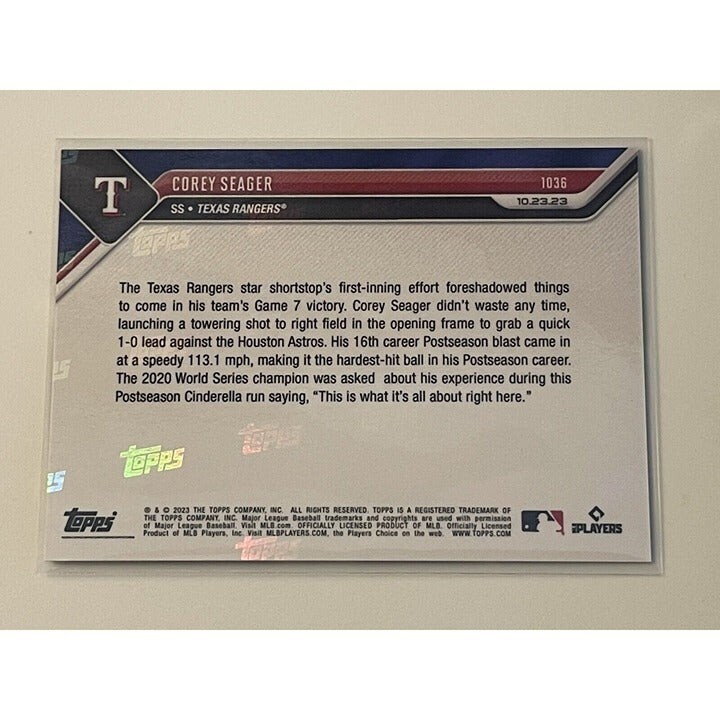 T
COREY SEAGER 1036
SS • TEXAS RANGERS® 10.23.23
TOPPS
The Texas Rangers star shortstop's first-inning effort foreshadowed things
to come in his team's Game 7 victory. Corey Seager didn't waste any time,
launching a towering shot to right field in the opening frame to grab a quick
1-0 lead against the Houston Astros. His 16th career Postseason blast came in
at a speedy 113.1 mph, making it the hardest-hit ball in his Postseason career.
The 2020 World Series champion was asked about his experience during this
Postseason Cinderella run saying, “This is what it's all about right here.”
TOPPS
TOPPS
TOPPS
® & © 2023 THE TOPPS COMPANY, INC. ALL RIGHTS RESERVED. TOPPS IS A REGISTERED TRADEMARK OF
THE TOPPS COMPANY, INC. Major League Baseball trademarks and copyrights are used with permission
of Major League Baseball. Visit MLB.com. OFFICIALLY LICENSED PRODUCT OF MLB. Officially Licensed
Product of MLB Players, Inc. Visit MLBPLAYERS.COM, the Players Choice on the web. WWW.TOPPS.COM
PLAYERS
TOPPS